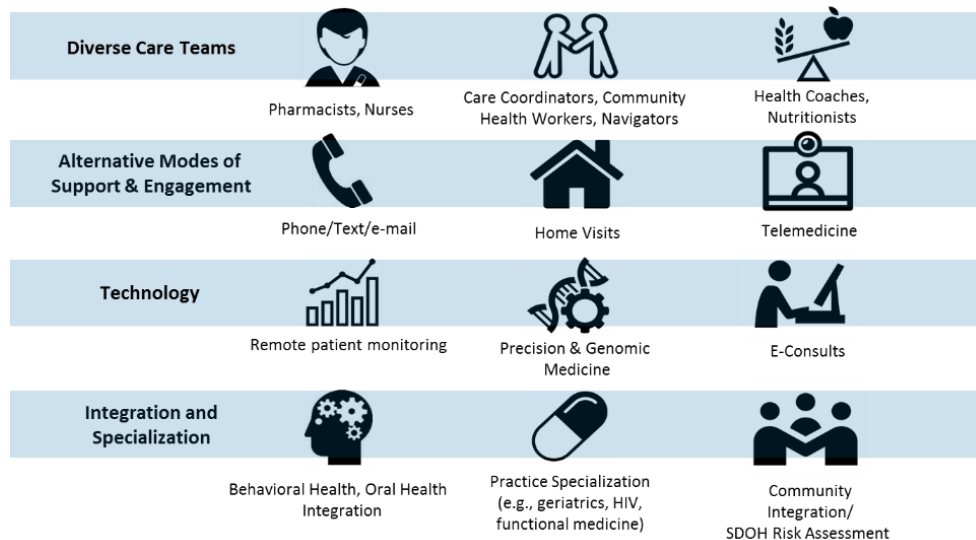 Diverse Care Teams
Pharmacists, Nurses
Care Coordinators, Community
Health Workers, Navigators
Health Coaches,
Nutritionists
Alternative Modes of
Support & Engagement
Phone/Text/e-mail
Home Visits
Telemedicine
Technology
Remote patient monitoring
Precision & Genomic
Medicine
E-Consults
Integration and
Specialization
Behavioral Health, Oral Health
Integration
Practice Specialization
(e.g., geriatrics, HIV,
functional medicine)
Community
Integration/
SDOH Risk Assessment